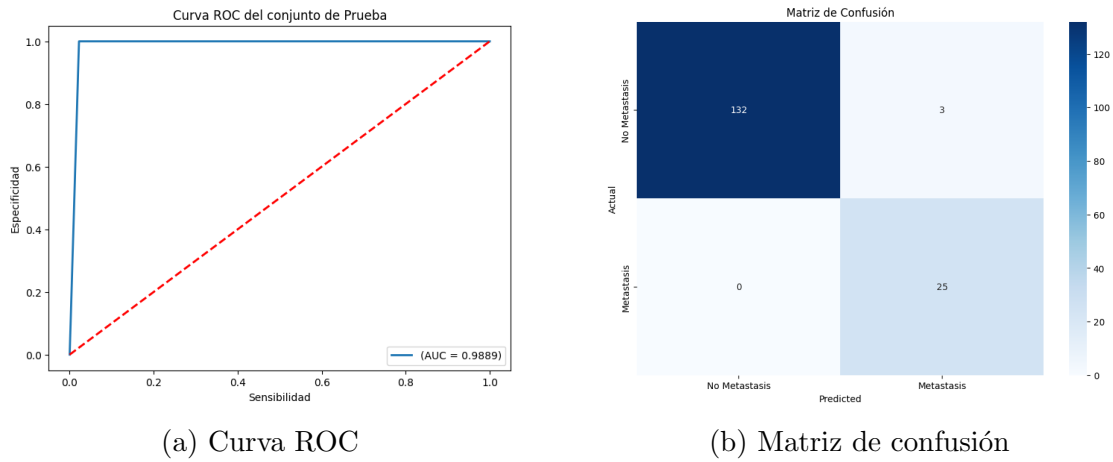 Curva ROC del conjunto de Prueba
1.0
0.8
0.6
0.4
0.2
0.0
Especificidad
0.0 0.2 0.4 0.6 0.8 1.0
Sensibilidad
(AUC = 0.9889)
(a) Curva ROC
Matriz de Confusión
No Metastasis
Metastasis
Actual
132 3
0 25
No Metastasis Metastasis
Predicted
120
100
80
60
40
20
0
(b) Matriz de confusión